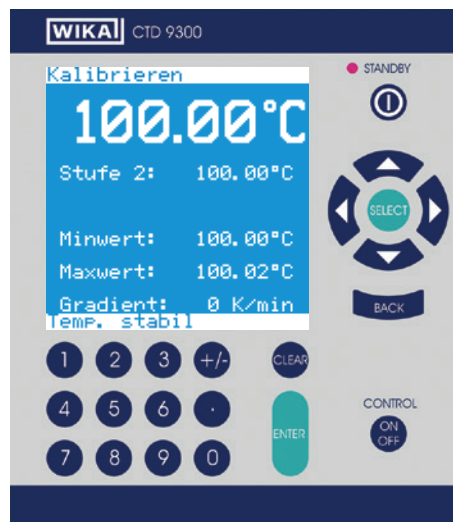 WIKAI CTD 9300
Kalibrieren
STANDBY
100.00°C
Stufe 2: 100.00°C
SELECT
Minwert: 100.00°C
Maxwert: 100.02°C
Gradient: 0 K/min
BACK
Temp. stabil
1 2 3 +/- CLEAR
4 5 6 · ENTER
CONTROL
ON
OFF
7 8 9 0